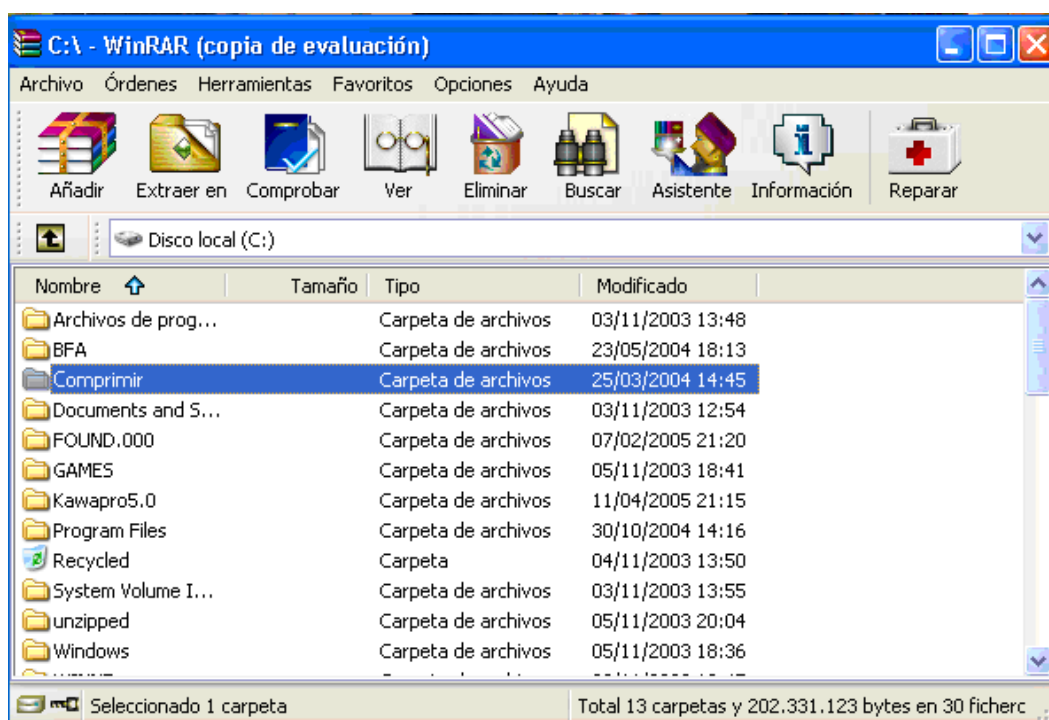 C:\ - WinRAR (copia de evaluación)
Archivo Órdenes Herramientas Favoritos Opciones Ayuda
Añadir Extraer en Comprobar Ver Eliminar Buscar Asistente Información Reparar
Disco local (C:)
Nombre Tamaño Tipo Modificado
Archivos de prog... Carpeta de archivos 03/11/2003 13:48
BFA Carpeta de archivos 23/05/2004 18:13
Comprimir Carpeta de archivos 25/03/2004 14:45
Documents and S... Carpeta de archivos 03/11/2003 12:54
FOUND.000 Carpeta de archivos 07/02/2005 21:20
GAMES Carpeta de archivos 05/11/2003 18:41
Kawapro5.0 Carpeta de archivos 11/04/2005 21:15
Program Files Carpeta de archivos 30/10/2004 14:16
Recycled Carpeta 04/11/2003 13:50
System Volume I... Carpeta de archivos 03/11/2003 13:55
unzipped Carpeta de archivos 05/11/2003 20:04
Windows Carpeta de archivos 05/11/2003 18:36
Seleccionado 1 carpeta Total 13 carpetas y 202.331.123 bytes en 30 ficherc